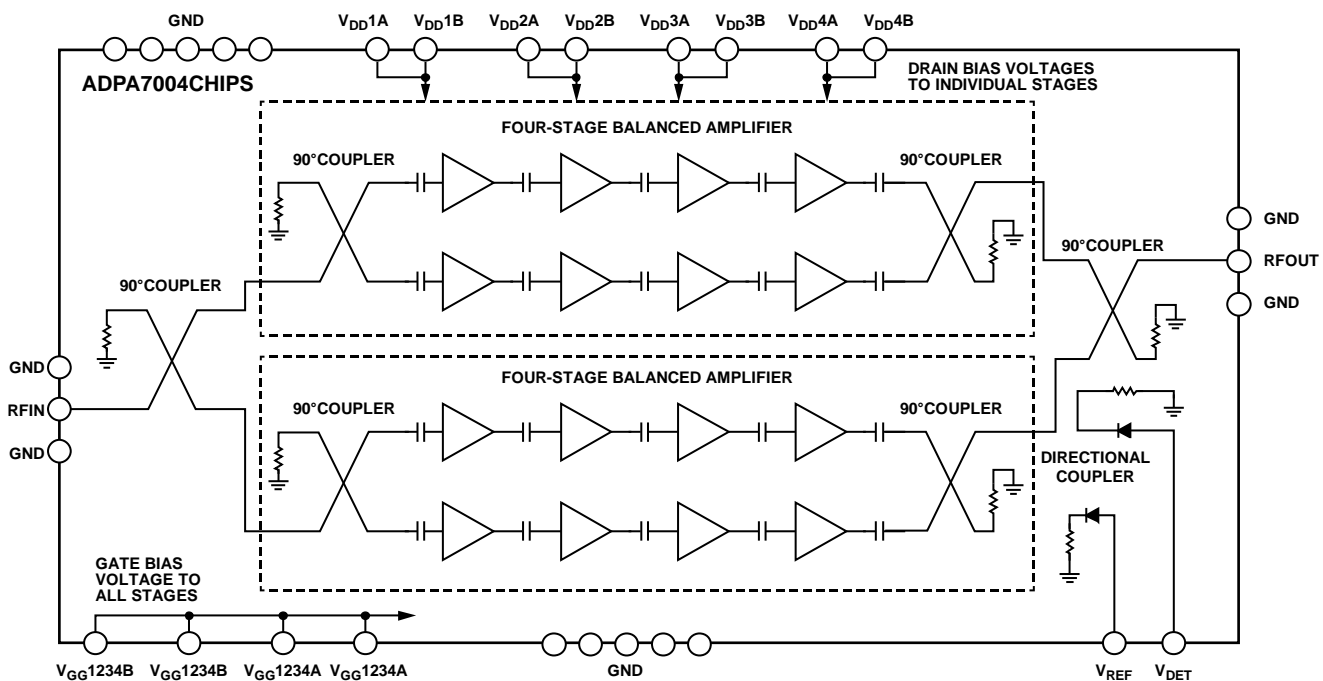 GND
VDD1A
VDD1B
VDD2A
VDD2B
VDD3A
VDD3B
VDD4A
VDD4B
ADPA7004CHIPS
DRAIN BIAS VOLTAGES
TO INDIVIDUAL STAGES
FOUR-STAGE BALANCED AMPLIFIER
90°COUPLER
90°COUPLER
GND
90°COUPLER
RFOUT
90°COUPLER
GND
GND
FOUR-STAGE BALANCED AMPLIFIER
RFIN
90°COUPLER
90°COUPLER
GND
DIRECTIONAL
COUPLER
GATE BIAS
VOLTAGE TO
ALL STAGES
VGG1234B
VGG1234B
VGG1234A
VGG1234A
GND
VREF
VDET